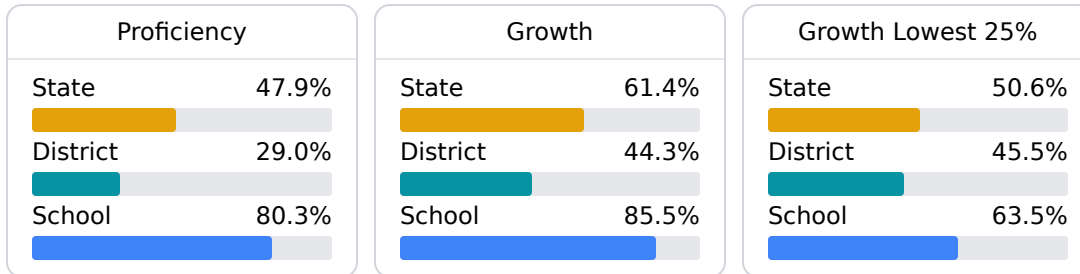 Proficiency
State 47.9%
District 29.0%
School 80.3%
Growth
State 61.4%
District 44.3%
School 85.5%
Growth Lowest 25%
State 50.6%
District 45.5%
School 63.5%